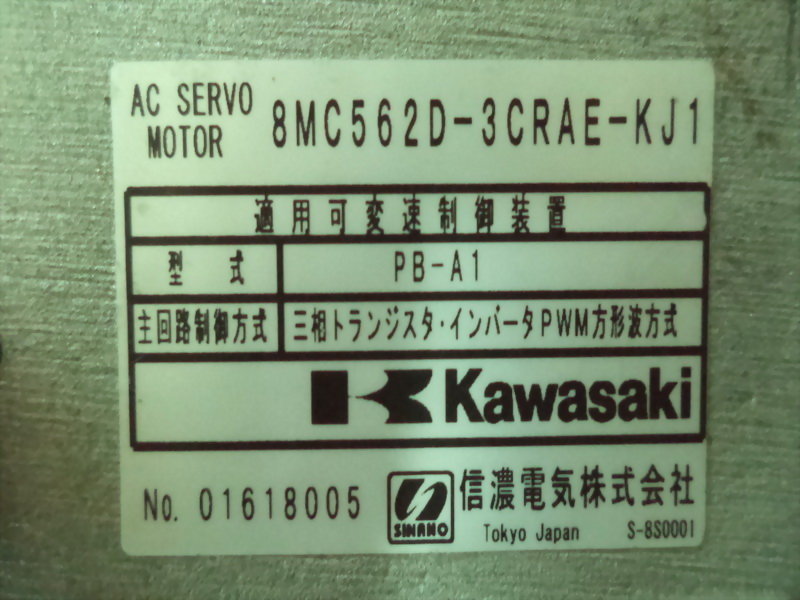 AC SERVO MOTOR 8MC562D-3CRAE-KJ1
適用可変速制御装置
型式 PB-A1
主回路制御方式 三相トランジスタ・インバータPWM方形波方式
Kawasaki
No. 01618005 SINANO 信濃電気株式会社
Tokyo Japan S-8S0001